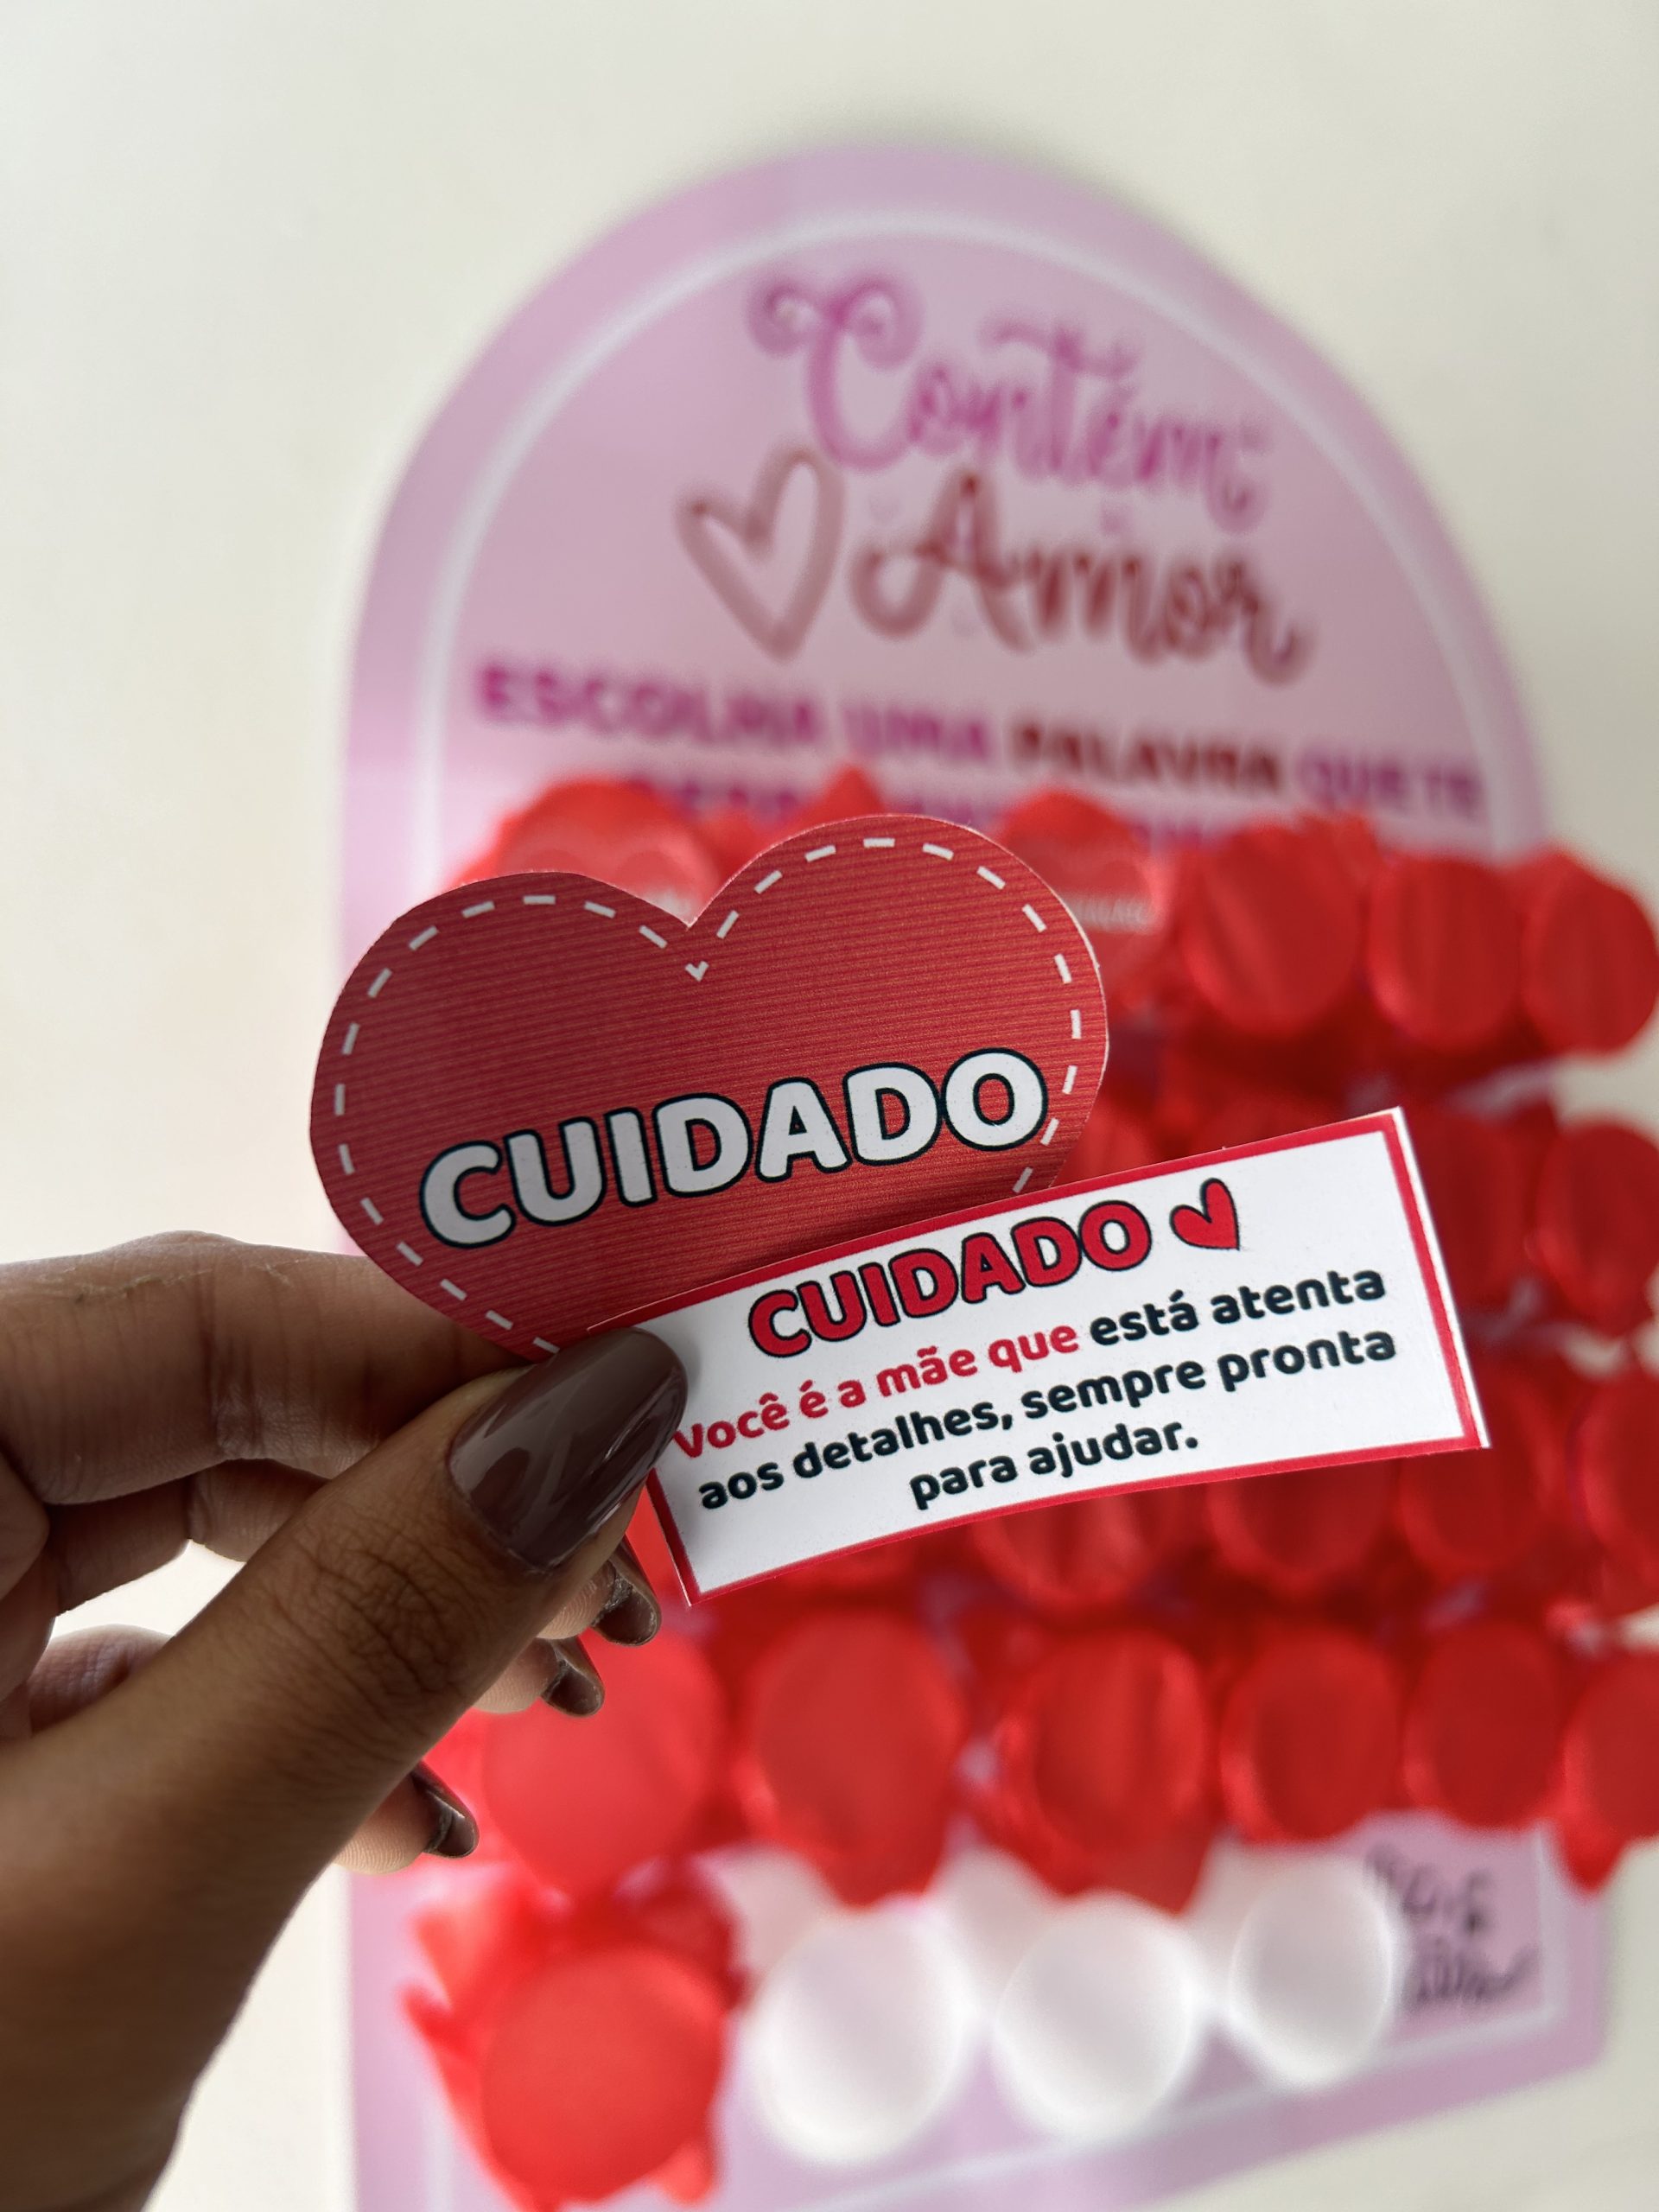 Contém
Amor
ESCOLHA UMA PALAVRA QUE TE
CUIDADO
CUIDADO
Você é a mãe que está atenta
aos detalhes, sempre pronta
para ajudar.